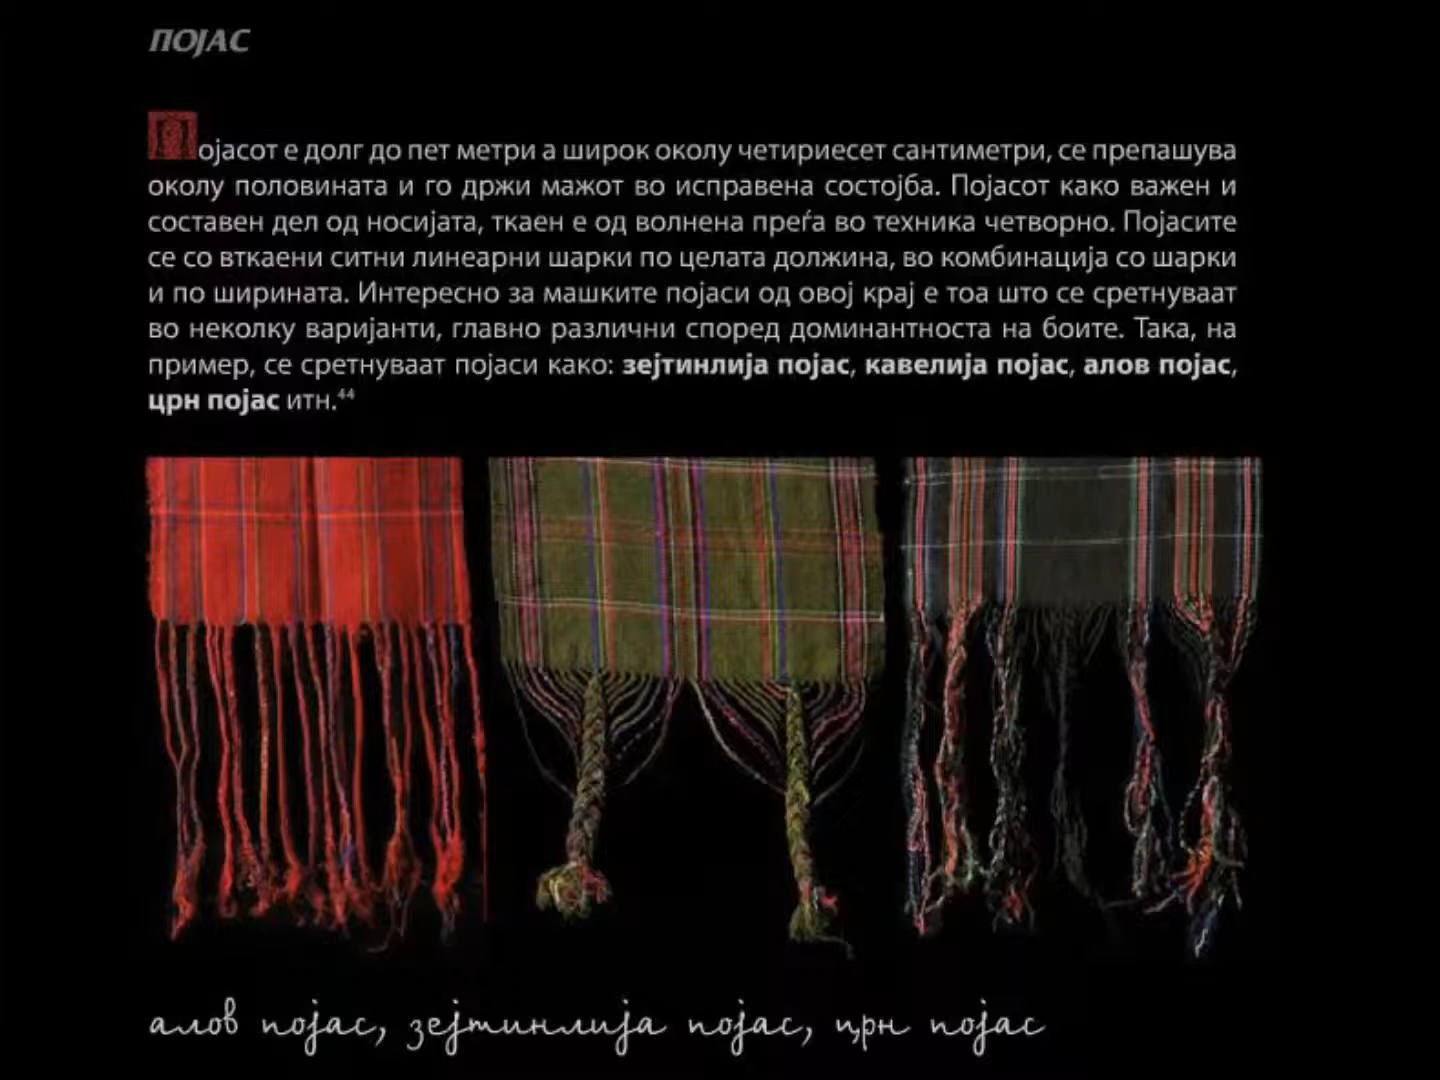 ПОЈАС
Појасот е долг до пет метри а широк околу четириесет сантиметри, се препашува
околу половината и го држи мажот во исправена состојба. Појасот како важен и
составен дел од носијата, ткаен е од волнена преѓа во техника четворно. Појасите
се со вткаени ситни линеарни шарки по целата должина, во комбинација со шарки
и по ширината. Интересно за машките појаси од овој крај е тоа што се сретнуваат
во неколку варијанти, главно различни според доминантноста на боите. Така, на
пример, се сретнуваат појаси како: зејтинлија појас, кавелија појас, алов појас,
црн појас итн.⁴⁴
алов појас, зејтинлија појас, црн појас